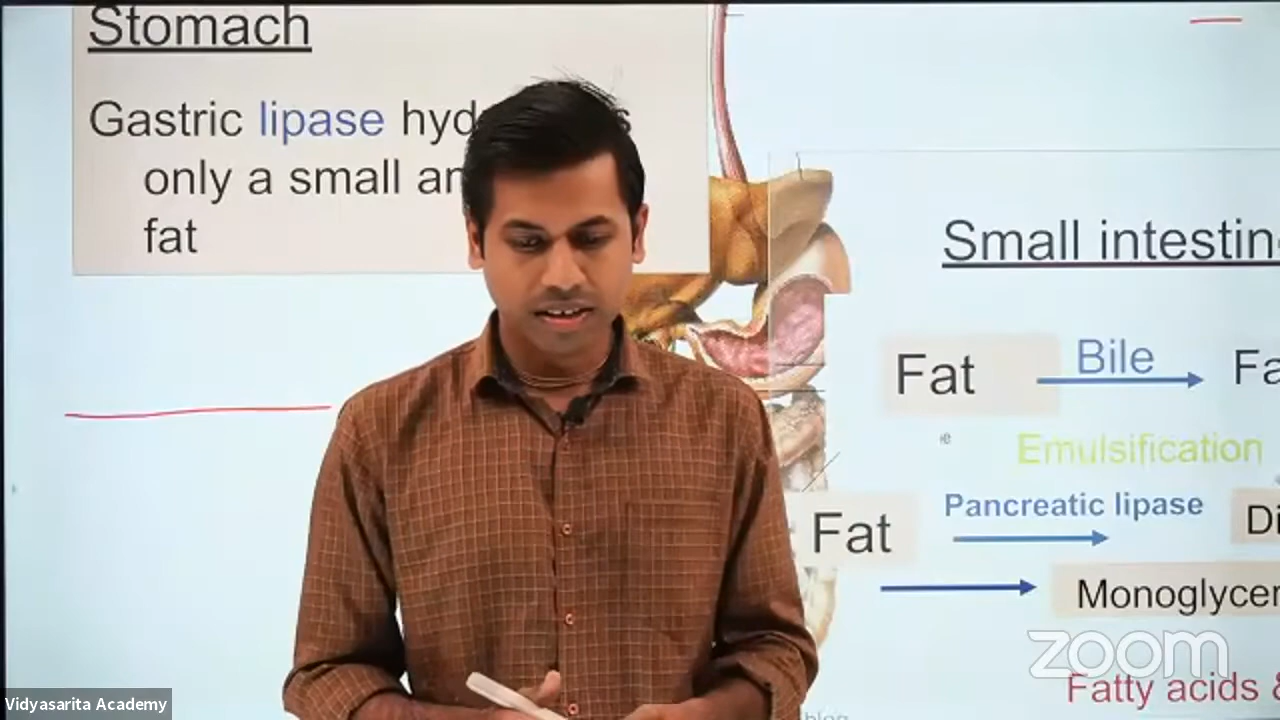 Stomach
Gastric lipase hyd
only a small
fat
Small intestin
Fat Bile Fa
Emulsification
Pancreatic lipase
Fat Di
Monoglycer
zoom
Fatty acids &
Vidyasarita Academy
blog